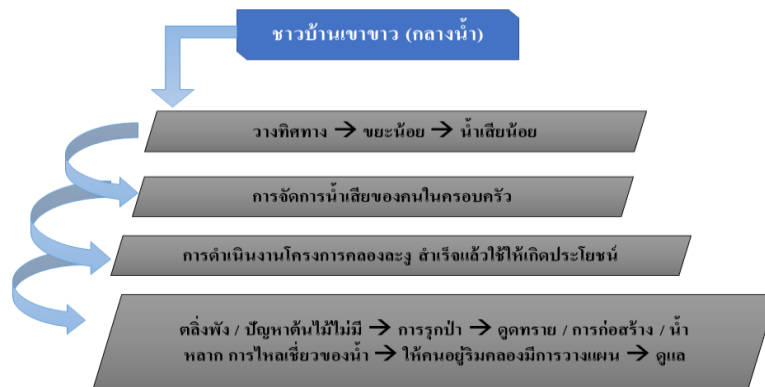 ชาวบ้านเขาขาว (กลางน้ำ)
วางทิศทาง → ขยะน้อย → น้ำเสียน้อย
การจัดการน้ำเสียของคนในครอบครัว
การดำเนินงานโครงการคลองละงู สำเร็จแล้วใช้ให้เกิดประโยชน์
ตลิ่งพัง / ปัญหาต้นไม้ไม่มี → การรุกป่า → ดูดทราย / การก่อสร้าง / น้ำ
หลาก การไหลเชี่ยวของน้ำ → ให้คนอยู่ริมคลองมีการวางแผน → ดูแล